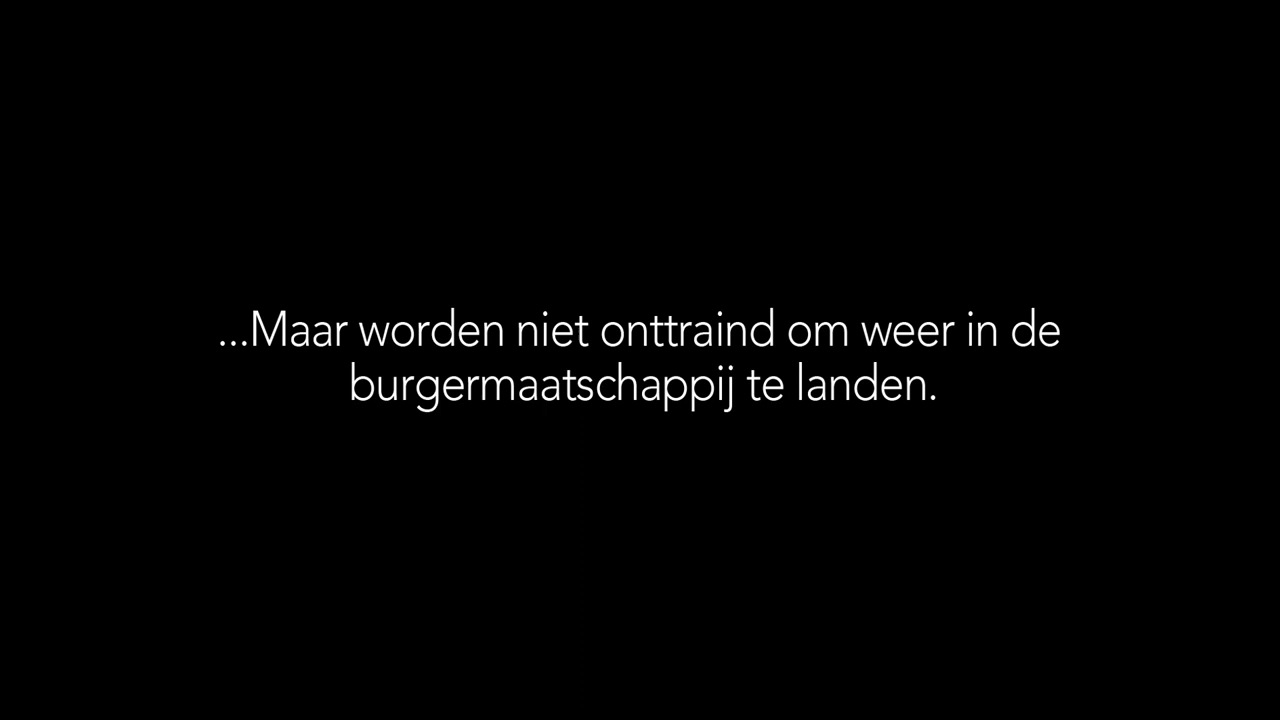 ...Maar worden niet onttraind om weer in de
burgermaatschappij te landen.